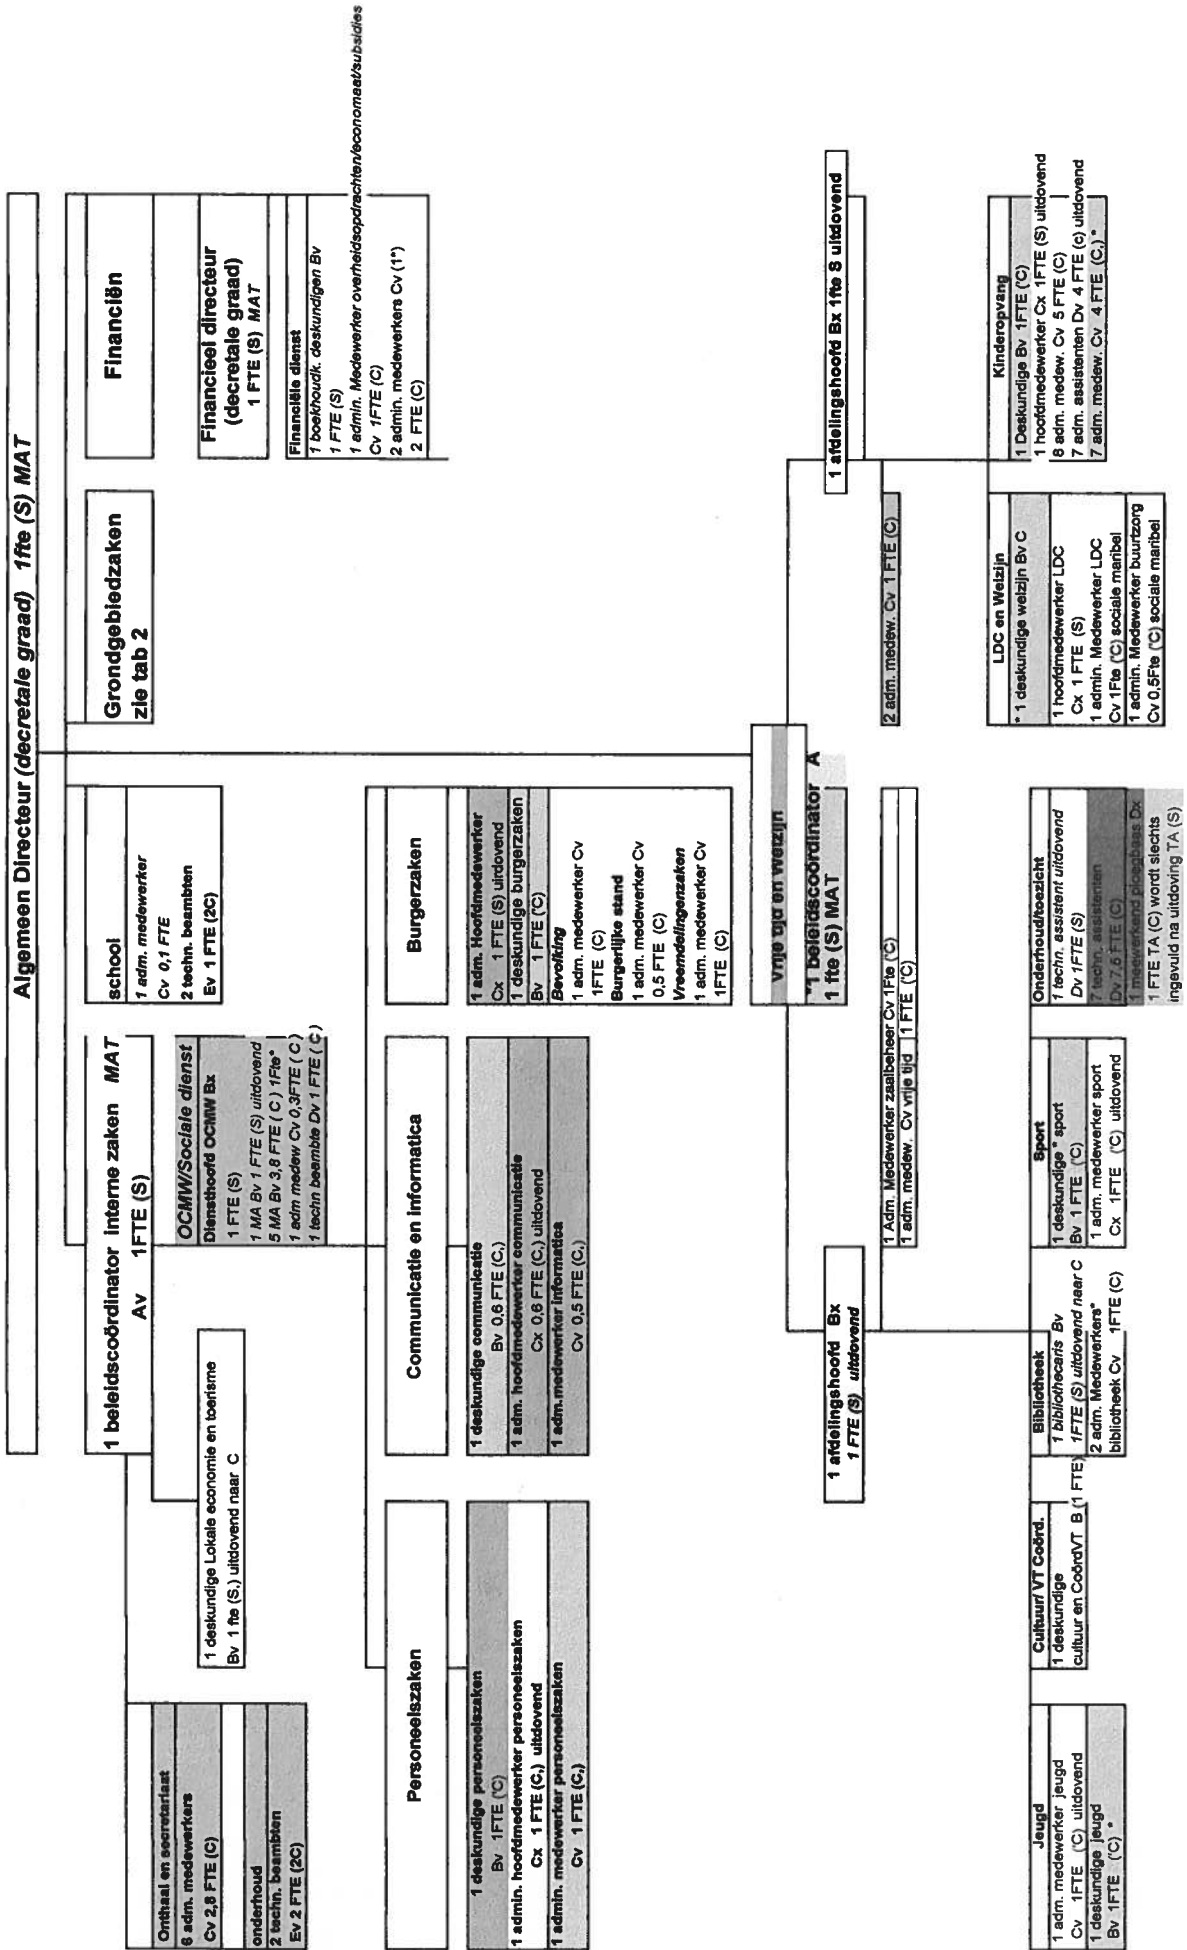 Algemeen Directeur (decretale graad) 1fte (S) MAT
1 beleidscoördinator interne zaken MAT
Av 1FTE (S)
school
1 adm. medewerker
Cv 0,1 FTE
2 techn. beambten
Ev 1 FTE (2C)
Grondgebiedzaken
zie tab 2
Financiën
Financieel directeur
(decretale graad)
1 FTE (S) MAT
Financiële dienst
1 boekhoudk. deskundigen Bv
1 FTE (S)
1 admin. Medewerker overheidsopdrachten/economaat/subsidies
Cv 1FTE (C)
2 admin. medewerkers Cv (1*)
2 FTE (C)
Onthaal en secretariaat
6 adm. medewerkers
Cv 2,8 FTE (C)
onderhoud
2 techn. beambten
Ev 2 FTE (2C)
1 deskundige Lokale economie en toerisme
Bv 1 fte (S.) uitdovend naar C
OCMW/Sociale dienst
Diensthoofd OCMW Bx
1 FTE (S)
1 MA Bv 1 FTE (S) uitdovend
5 MA Bv 3,8 FTE ( C ) 1Fte*
1 adm medew Cv 0,3FTE ( C )
1 techn beambte Dv 1 FTE ( C )
Personeelszaken
1 deskundige personeelszaken
Bv 1FTE ('C)
1 admin. hoofdmedewerker personeelszaken
Cx 1 FTE (C,) uitdovend
1 admin. medewerker personeelszaken
Cv 1 FTE (C,)
Communicatie en informatica
1 deskundige communicatie
Bv 0,6 FTE (C,)
1 adm. hoofdmedewerker communicatie
Cx 0,6 FTE (C,) uitdovend
1 adm.medewerker informatica
Cv 0,5 FTE (C,)
Burgerzaken
1 adm. Hoofdmedewerker
Cx 1 FTE (S) uirdovend
1 deskundige burgerzaken
Bv 1 FTE ('C)
Bevolking
1 adm. medewerker Cv
1FTE (C)
Burgerlijke stand
1 adm. medewerker Cv
0,5 FTE (C)
Vreemdelingenzaken
1 adm. medewerker Cv
1FTE (C)
Vrije tijd en welzijn
*1 beleidscoördinator A
1 fte (S) MAT
1 afdelingshoofd Bx
1 FTE (S) uitdovend
1 afdelingshoofd Bx 1fte S uitdovend
1 Adm. Medewerker zaalbeheer Cv 1Fte ('C)
1 adm. medew. Cv vrije tijd 1 FTE ('C)
2 adm. medew. Cv 1 FTE (C)
Jeugd
1 adm. medewerker jeugd
Cv 1FTE ('C) uitdovend
1 deskundige jeugd
Bv 1FTE ('C) *
Cultuur/ VT Coörd.
1 deskundige
cultuur en CoördVT B (1 FTE)
Bibliotheek
1 bibliothecaris Bv
1FTE (S) uitdovend naar C
2 adm. Medewerkers*
bibliotheek Cv 1FTE (C)
Sport
1 deskundige * sport
Bv 1 FTE ('C)
1 adm. medewerker sport
Cx 1FTE ('C) uitdovend
Onderhoud/toezicht
1 techn. assistent uitdovend
Dv 1FTE (S)
7 techn. assistenten
Dv 7,6 FTE (C)
1 meewerkend ploegbaas Dx
1 FTE TA (C) wordt slechts
ingevuld na uitdoving TA (S)
LDC en Welzijn
* 1 deskundige welzijn Bv C
1 hoofdmedewerker LDC
Cx 1 FTE (S)
1 admin. Medewerker LDC
Cv 1Fte ('C) sociale maribel
1 admin. Medewerker buurtzorg
Cv 0,5Fte ('C) sociale maribel
Kinderopvang
1 Deskundige Bv 1FTE ('C)
1 hoofdmedewerker Cx 1FTE (S) uitdovend
8 adm. medew. Cv 5 FTE (C)
7 adm. assistenten Dv 4 FTE (c) uitdovend
7 adm. medew. Cv 4 FTE (C,) *